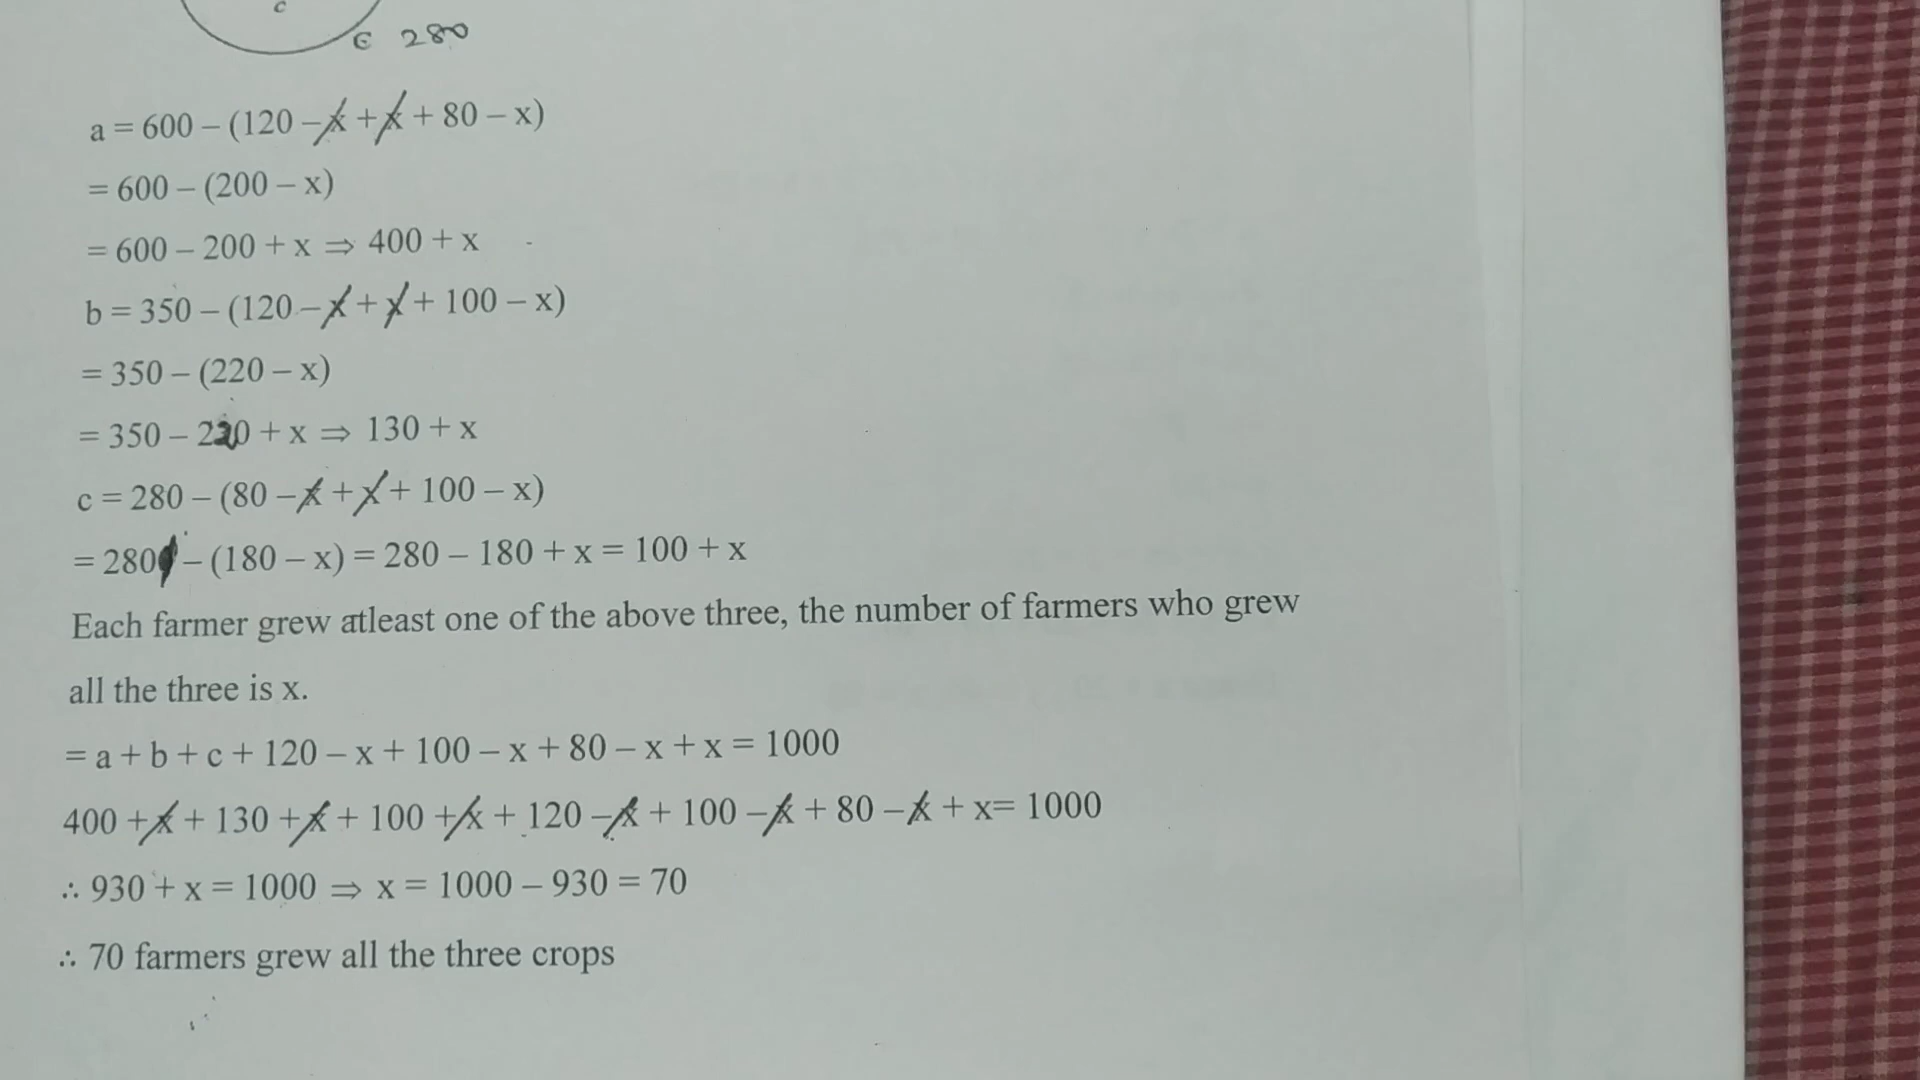 c
C 280
a = 600 – (120 – x + x + 80 – x)
= 600 – (200 – x)
= 600 – 200 + x ⇒ 400 + x
b = 350 – (120 – x + x + 100 – x)
= 350 – (220 – x)
= 350 – 220 + x ⇒ 130 + x
c = 280 – (80 – x + x + 100 – x)
= 280 – (180 – x) = 280 – 180 + x = 100 + x
Each farmer grew atleast one of the above three, the number of farmers who grew
all the three is x.
= a + b + c + 120 – x + 100 – x + 80 – x + x = 1000
400 + x + 130 + x + 100 + x + 120 – x + 100 – x + 80 – x + x= 1000
∴ 930 + x = 1000 ⇒ x = 1000 – 930 = 70
∴ 70 farmers grew all the three crops